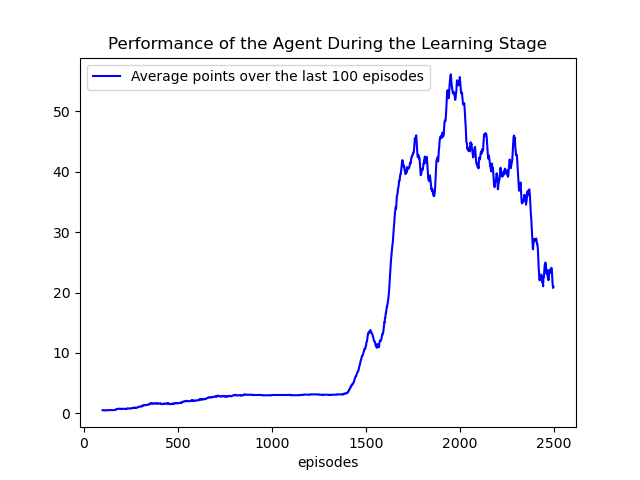 Performance of the Agent During the Learning Stage
Average points over the last 100 episodes
50
40
30
20
10
0
0 500 1000 1500 2000 2500
episodes